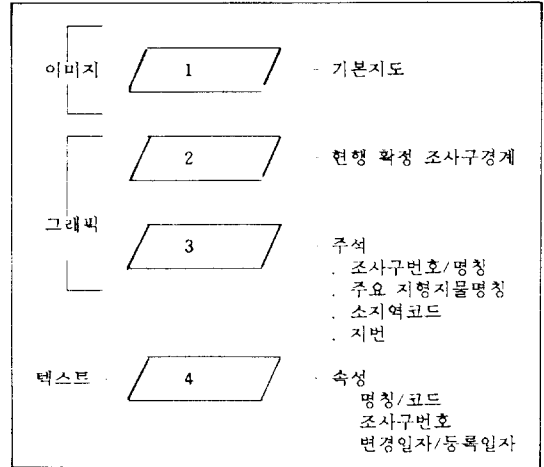 이미지
1
- 기본지도
2
- 현행 확정 조사구경계
그래픽
3
- 주석
. 조사구번호/명칭
. 주요 지형지물명칭
. 소지역코드
. 지번
텍스트
4
- 속성
명칭/코드
조사구번호
변경일자/등록일자